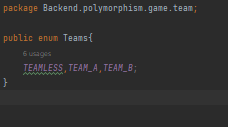 package Backend.polymorphism.game.team;
public enum Teams{
6 usages
TEAMLESS,TEAM_A,TEAM_B;
}